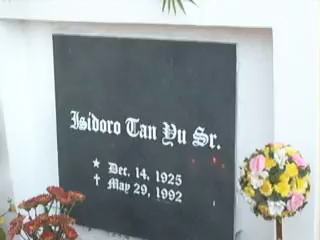 Isidoro Tan Yu Sr.
★ Dec. 14, 1925
✝ May 29, 1992